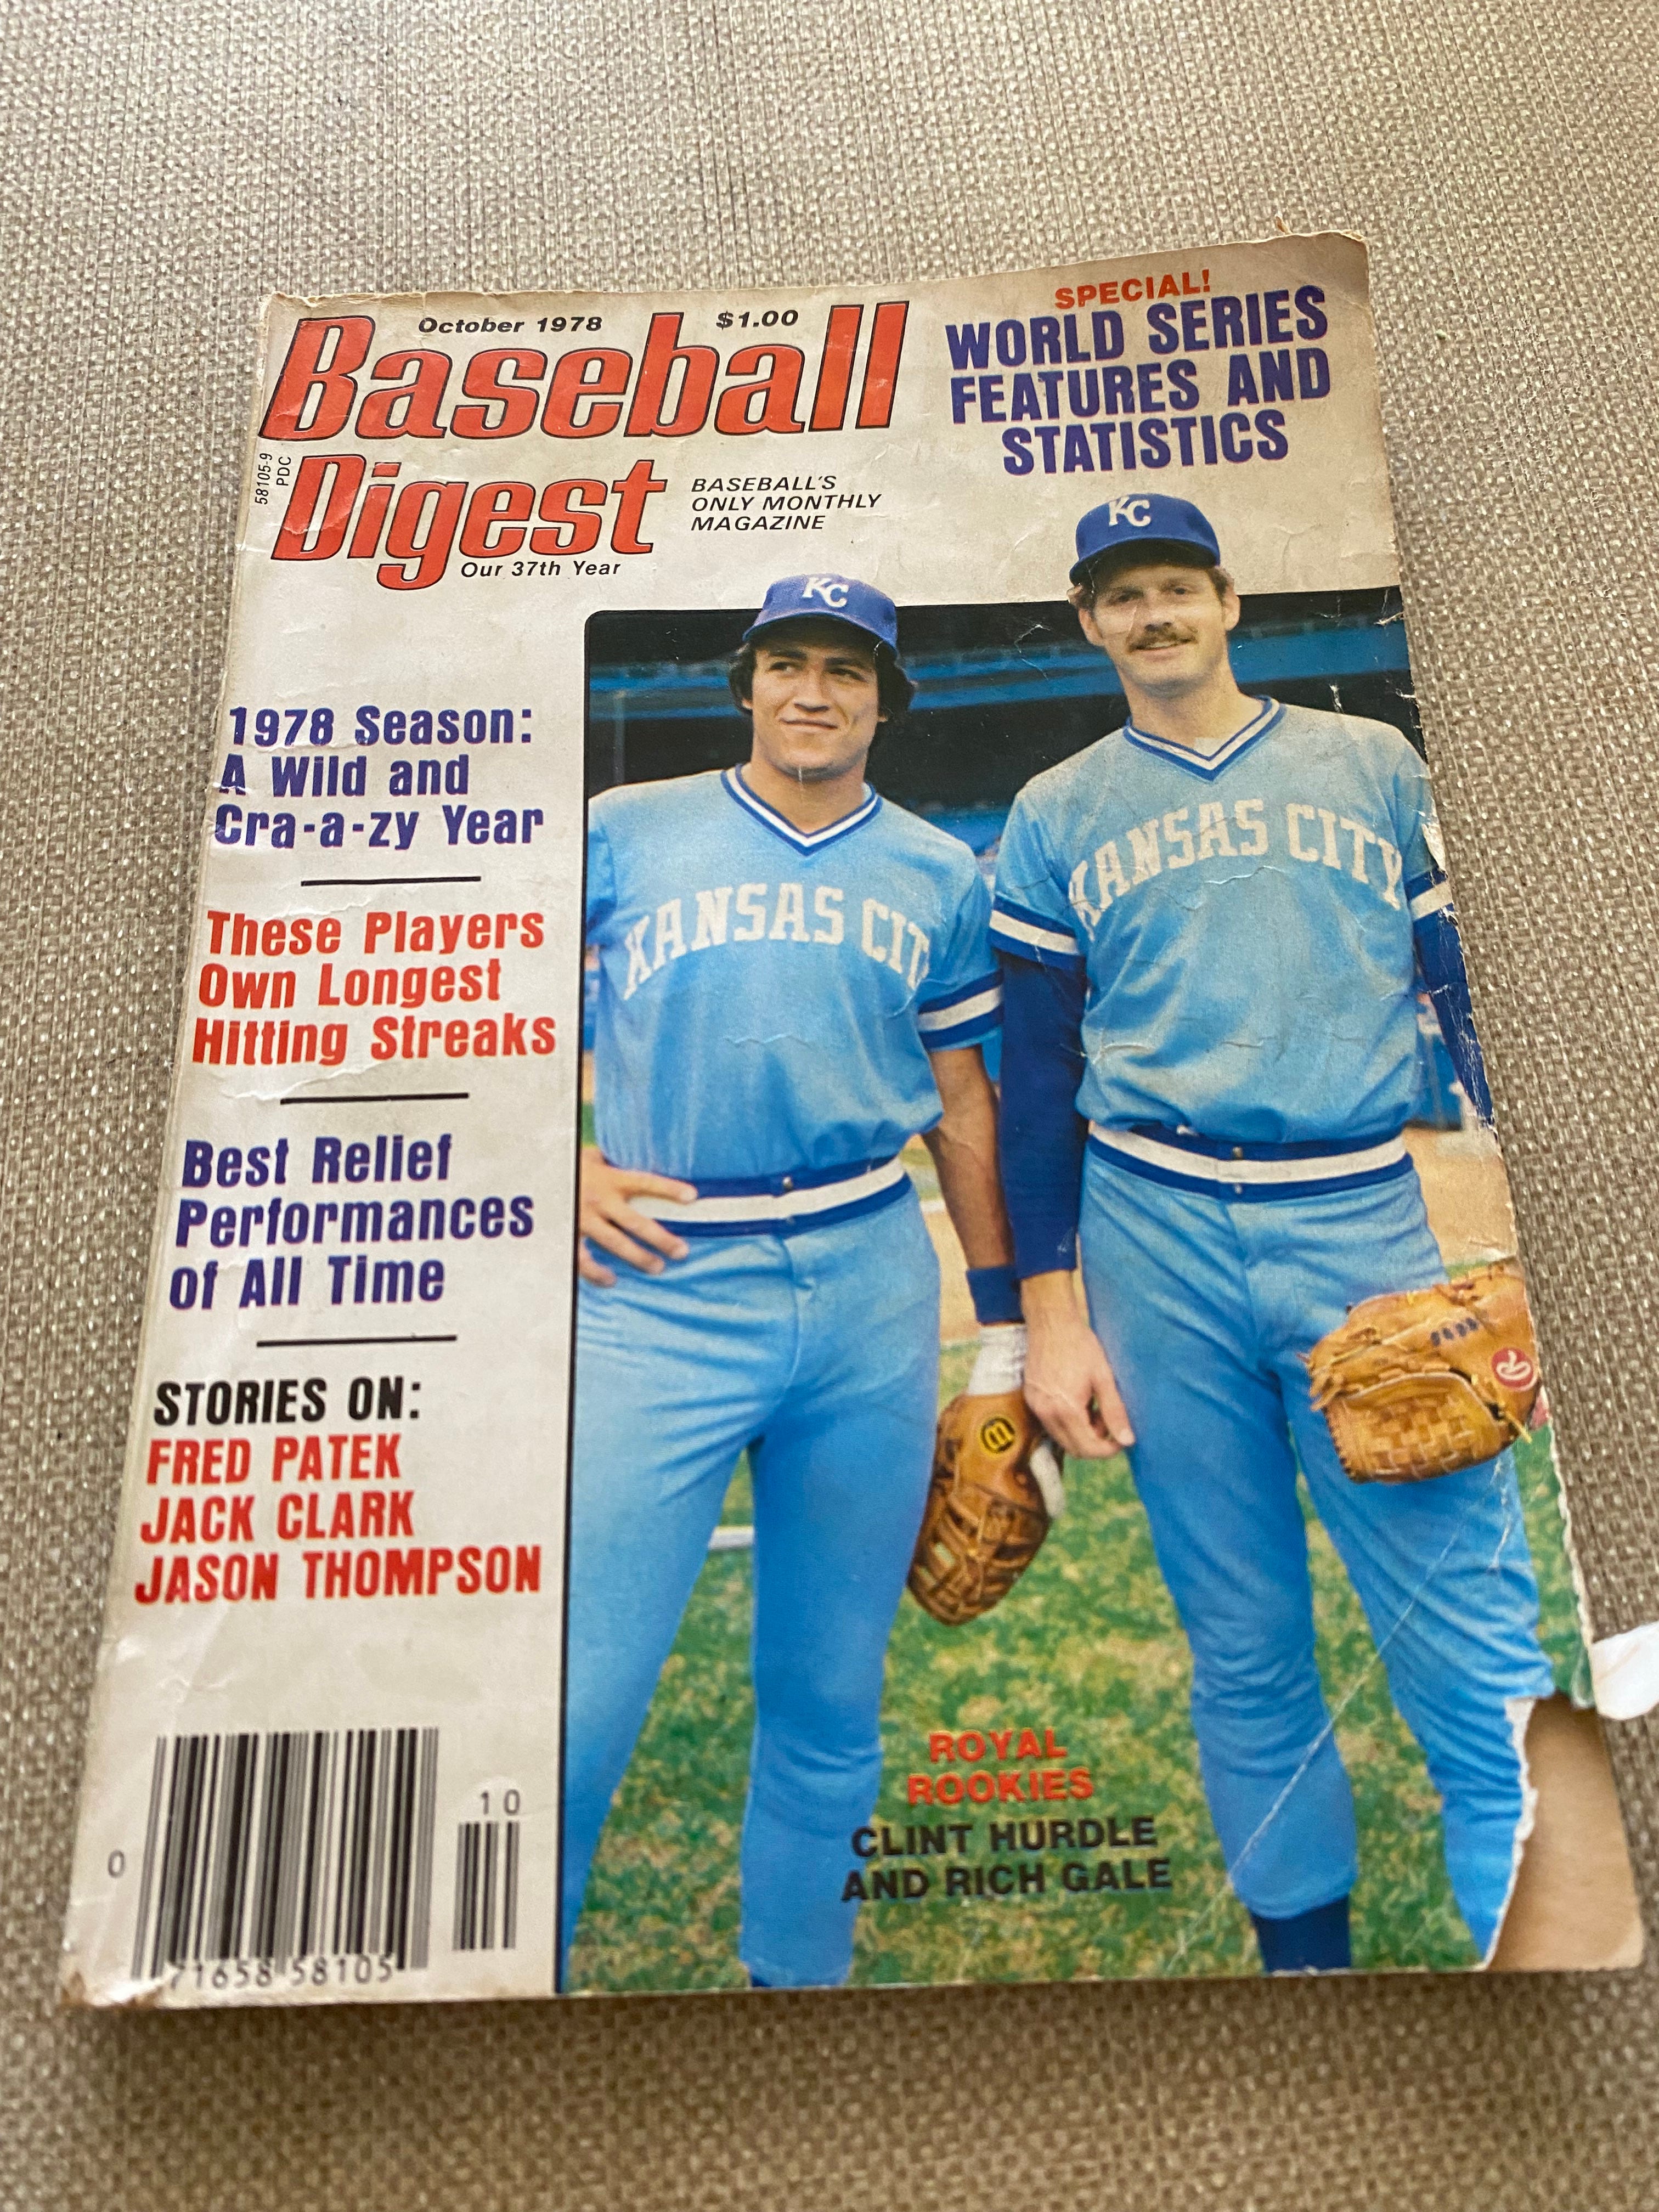 October 1978
$1.00
Baseball
Digest
58105-9
PDC
BASEBALL'S
ONLY MONTHLY
MAGAZINE
Our 37th Year
SPECIAL!
WORLD SERIES
FEATURES AND
STATISTICS
1978 Season:
A Wild and
Cra-a-zy Year
These Players
Own Longest
Hitting Streaks
Best Relief
Performances
of All Time
STORIES ON:
FRED PATEK
JACK CLARK
JASON THOMPSON
KC
KC
KANSAS CIT
KANSAS CITY
ROYAL
ROOKIES
CLINT HURDLE
AND RICH GALE
10
0
71658 58105